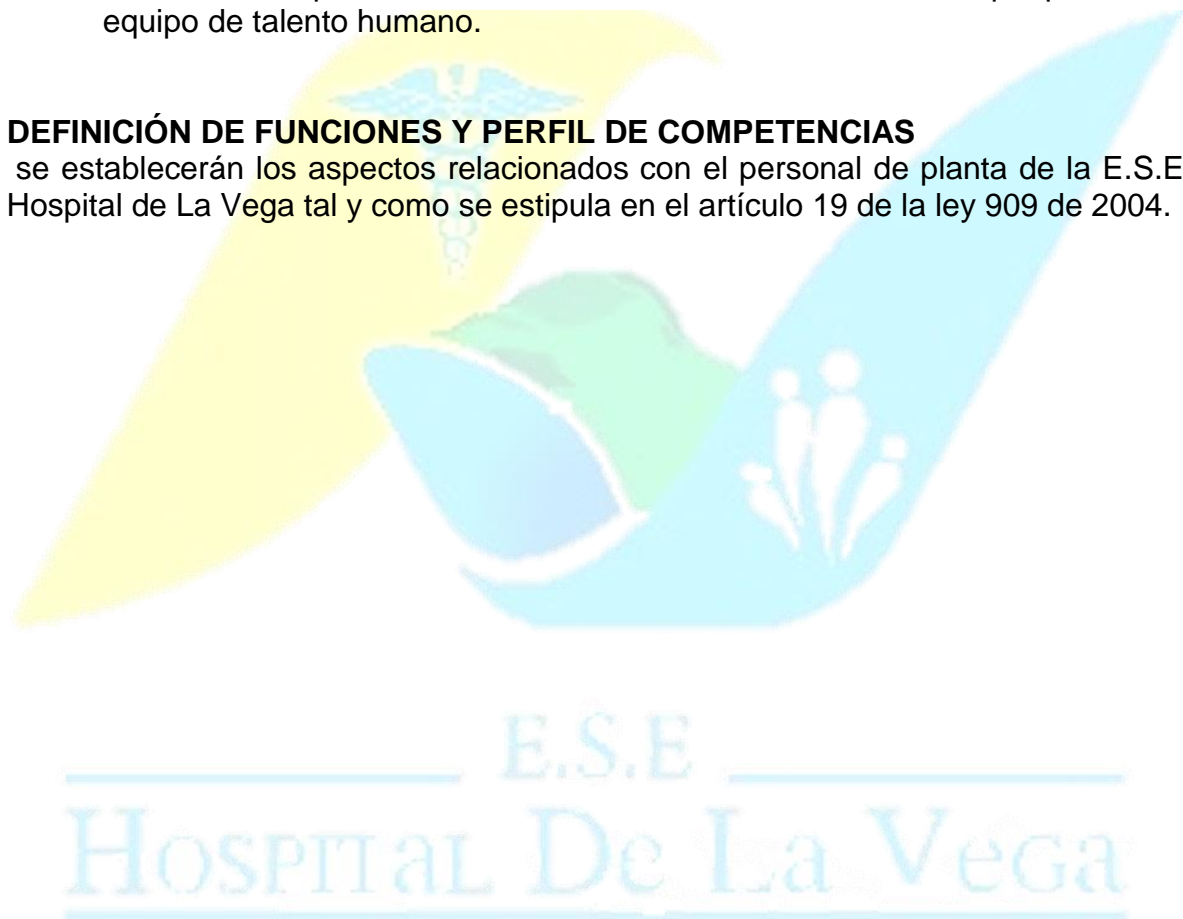 equipo de talento humano.
DEFINICIÓN DE FUNCIONES Y PERFIL DE COMPETENCIAS
se establecerán los aspectos relacionados con el personal de planta de la E.S.E
Hospital de La Vega tal y como se estipula en el artículo 19 de la ley 909 de 2004.
E.S.E
HOSPITAL De La VeGa